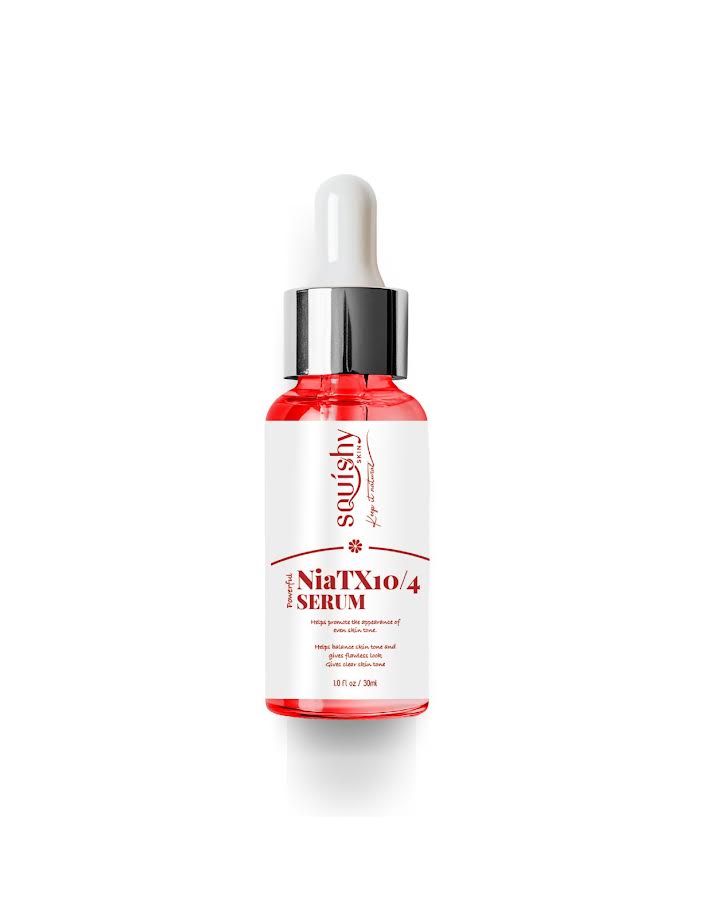 squishy
SKIN
Keep it natural
Powerful
NiaTX10/4
SERUM
Helps promote the appearance of
even skin tone.
Helps balance skin tone and
gives flawless look.
Gives clear skin tone
1.0 fl oz / 30ml